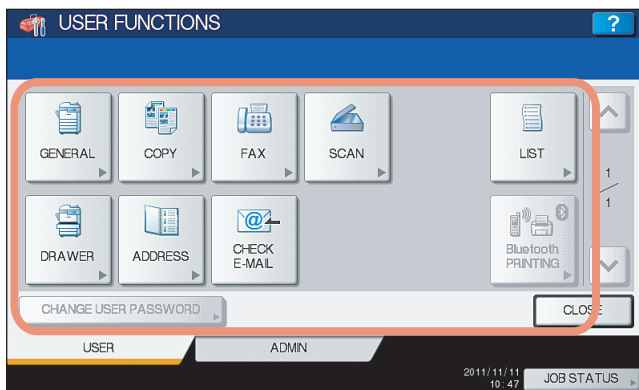 USER FUNCTIONS
?
GENERAL
COPY
FAX
SCAN
LIST
1
1
DRAWER
ADDRESS
@
CHECK
E-MAIL
Bluetooth
PRINTING
CHANGE USER PASSWORD
CLOSE
USER
ADMIN
2011/11/11
10:47
JOB STATUS